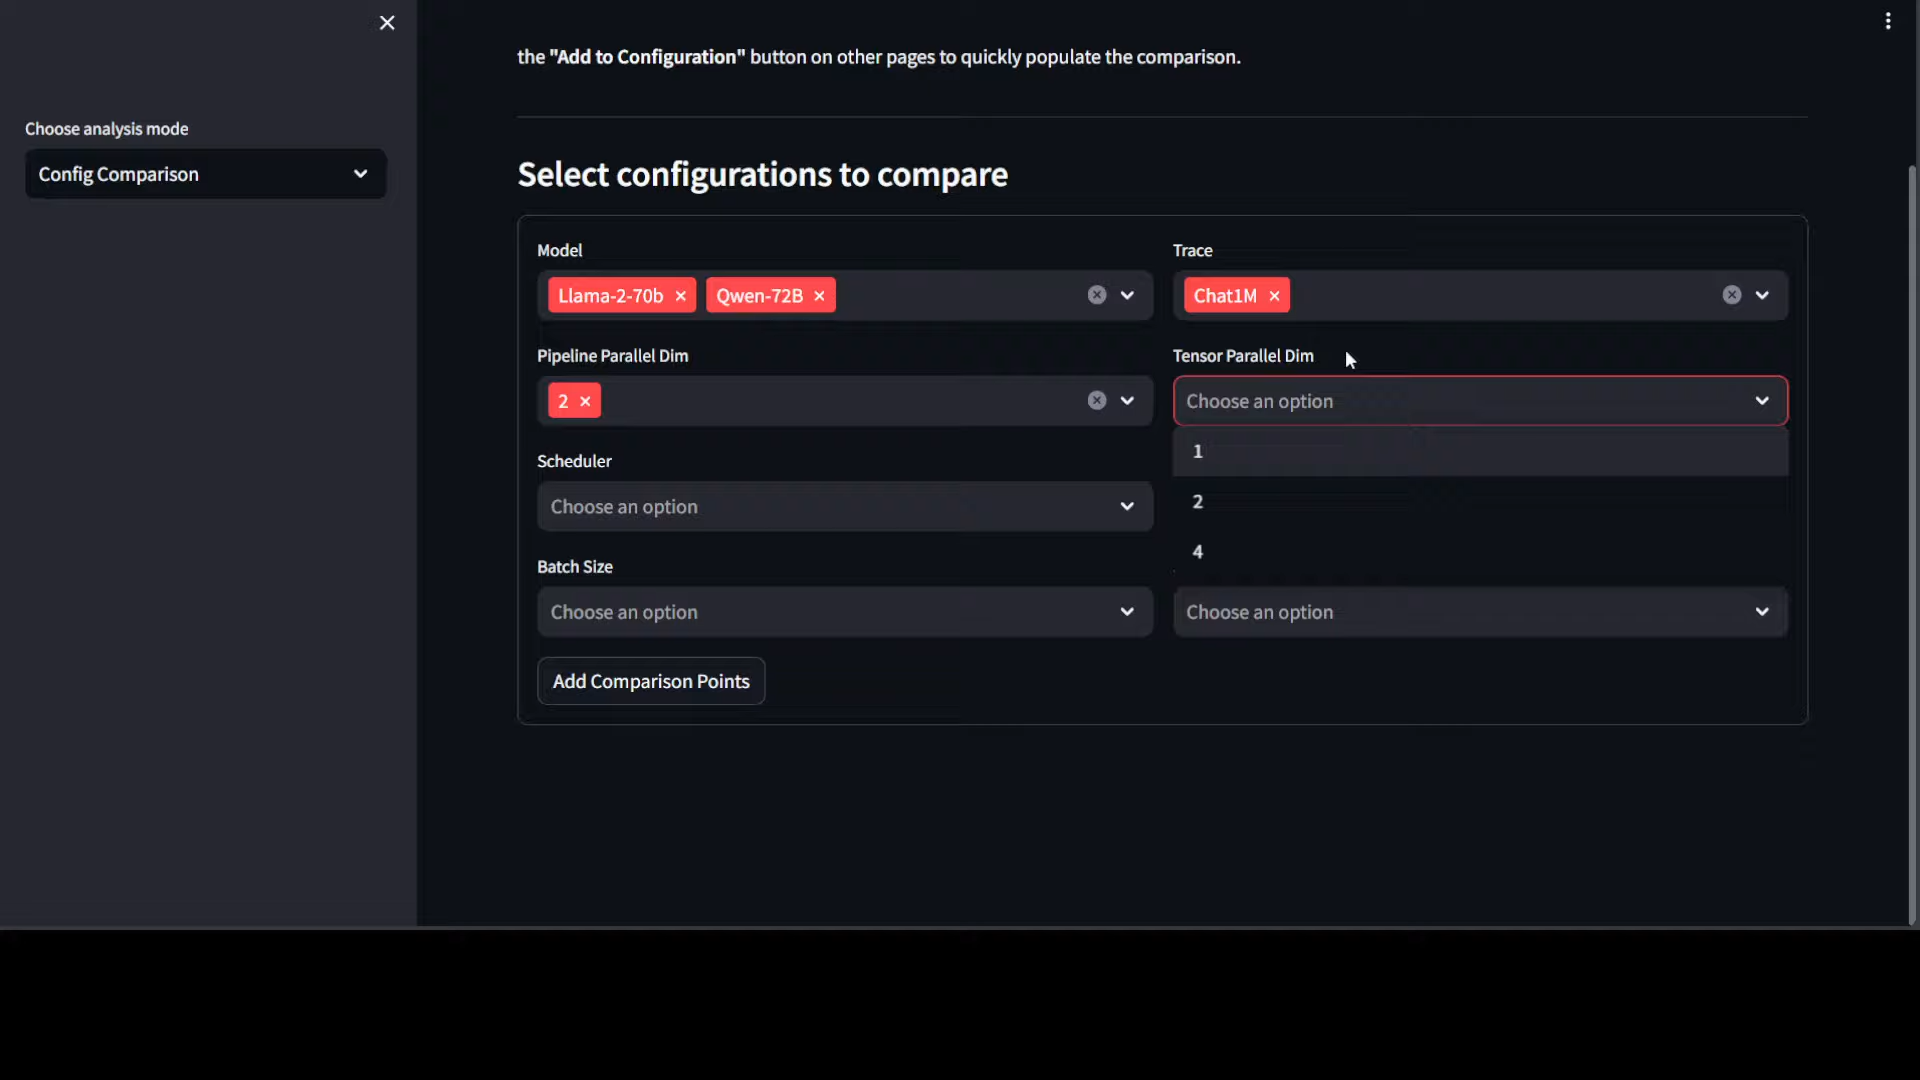 Choose analysis mode
Config Comparison
the "Add to Configuration" button on other pages to quickly populate the comparison.
Select configurations to compare
Model
Llama-2-70b
Qwen-72B
Trace
Chat1M
Pipeline Parallel Dim
2
Tensor Parallel Dim
Choose an option
1
2
4
Scheduler
Choose an option
Batch Size
Choose an option
Choose an option
Add Comparison Points